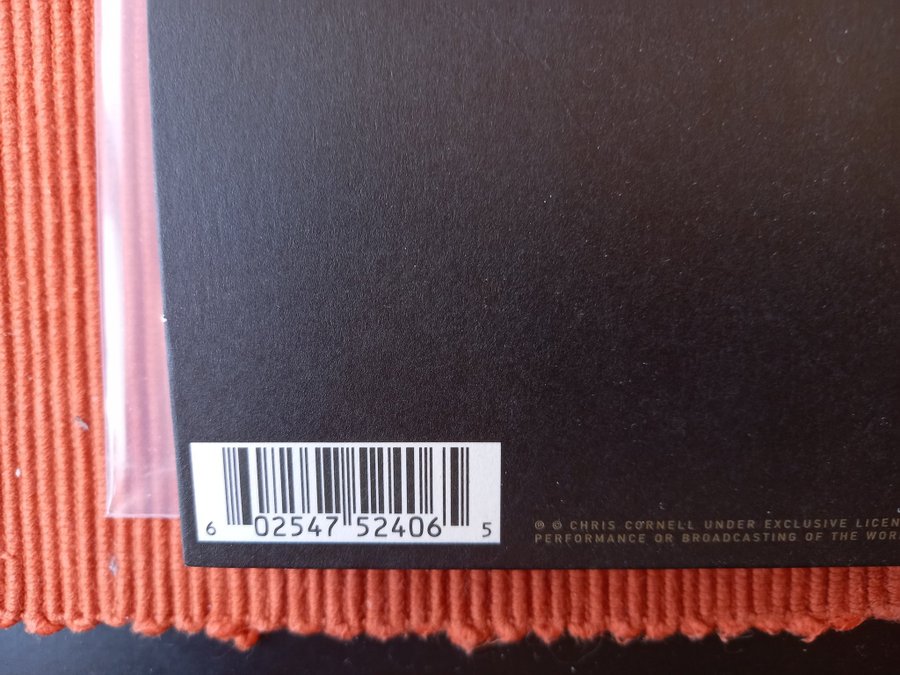 6 02547 52406 5
℗ © CHRIS CORNELL UNDER EXCLUSIVE
PERFORMANCE OR BROADCASTING OF THE